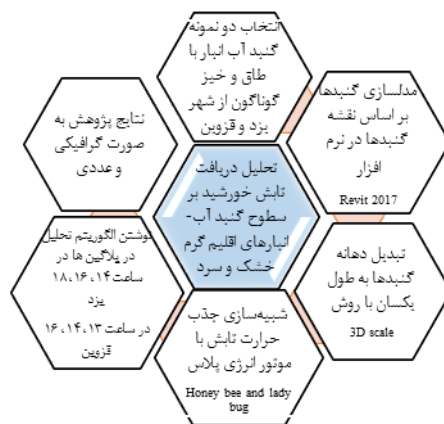 انتخاب دو نمونه
گنبد آب انبار با
طاق و خیز
گوناگون از شهر
یزد و قزوین
مدلسازی گنبدها
بر اساس نقشه
گنبدها در نرم
افزار
Revit 2017
تبدیل دهانه
گنبدها به طول
یکسان با روش
3D scale
شبیه‌سازی جذب
حرارت تابش با
موتور انرژی پلاس
Honey bee and lady
bug
نوشتن الگوریتم تحلیل
در پلاگین ها در
ساعت ۱۴، ۱۶، ۱۸
یزد
در ساعت ۱۳، ۱۴، ۱۶
قزوین
نتایج پژوهش به
صورت گرافیکی
و عددی
تحلیل دریافت
تابش خورشید بر
سطوح گنبد آب-
انبارهای اقلیم گرم
خشک و سرد